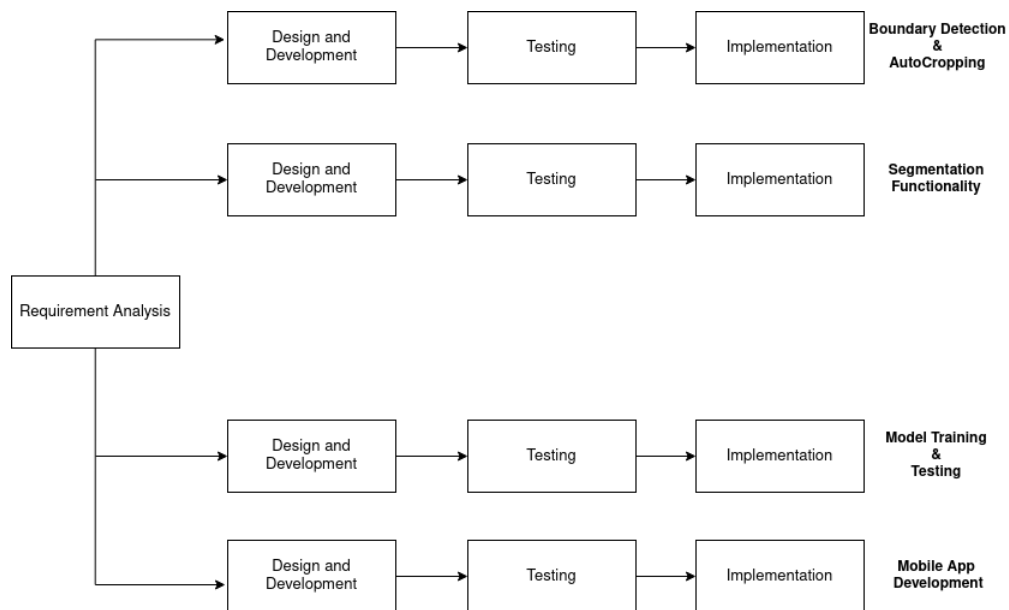 Design and
Development
Testing
Implementation
Boundary Detection
&
AutoCropping
Design and
Development
Testing
Implementation
Segmentation
Functionality
Requirement Analysis
Design and
Development
Testing
Implementation
Model Training
&
Testing
Design and
Development
Testing
Implementation
Mobile App
Development